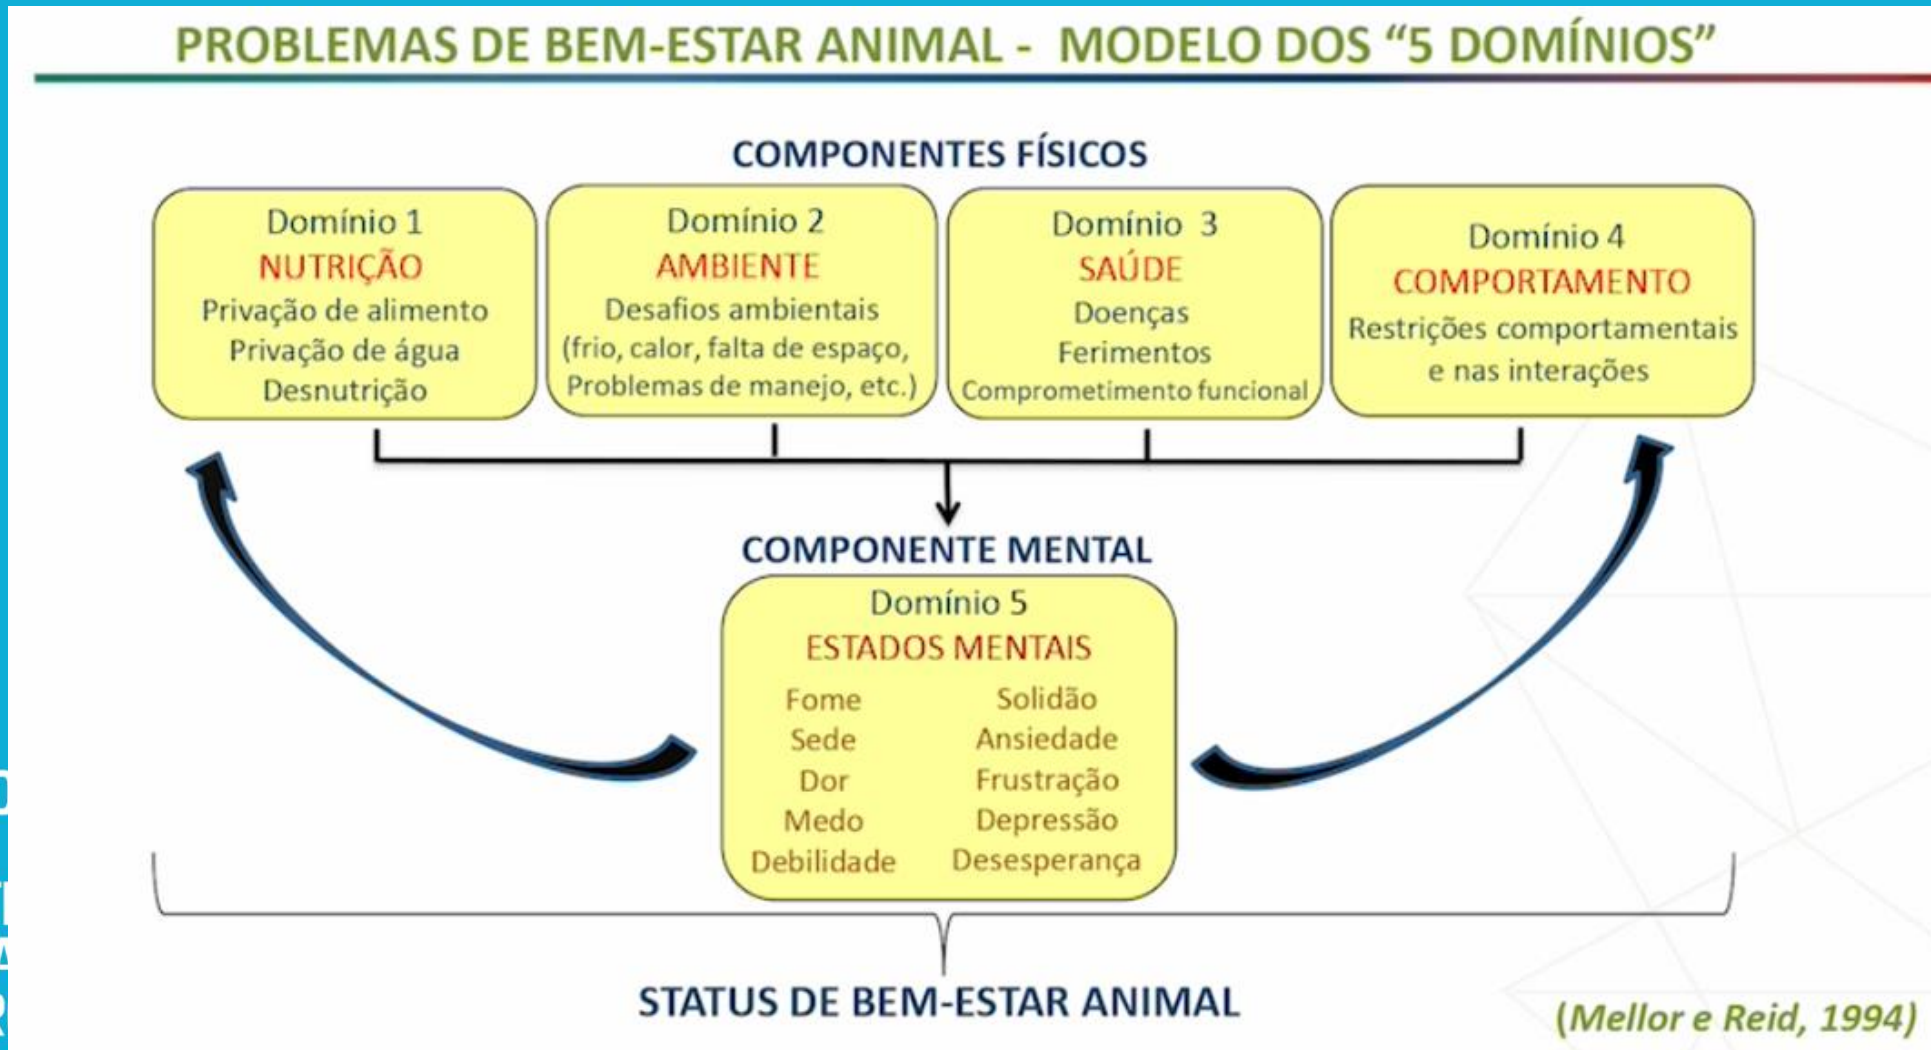 PROBLEMAS DE BEM-ESTAR ANIMAL - MODELO DOS “5 DOMÍNIOS”
COMPONENTES FÍSICOS
Domínio 1
NUTRIÇÃO
Privação de alimento
Privação de água
Desnutrição
Domínio 2
AMBIENTE
Desafios ambientais
(frio, calor, falta de espaço,
Problemas de manejo, etc.)
Domínio 3
SAÚDE
Doenças
Ferimentos
Comprometimento funcional
Domínio 4
COMPORTAMENTO
Restrições comportamentais
e nas interações
COMPONENTE MENTAL
Domínio 5
ESTADOS MENTAIS
Fome
Sede
Dor
Medo
Debilidade
Solidão
Ansiedade
Frustração
Depressão
Desesperança
STATUS DE BEM-ESTAR ANIMAL
(Mellor e Reid, 1994)